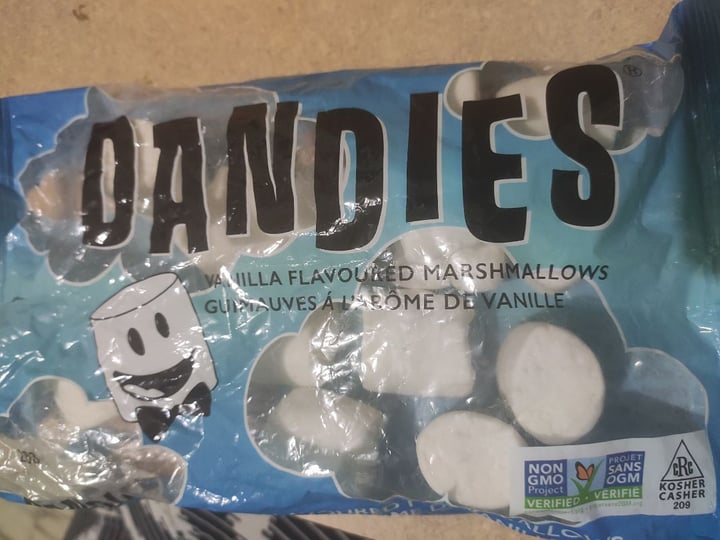 DANDIES®
VANILLA FLAVOURED MARSHMALLOWS
GUIMAUVES À L'ARÔME DE VANILLE
NON
GMO
Project
VERIFIED
PROJET
SANS
OGM
VÉRIFIÉ
CRC
KOSHER
CASHER
209